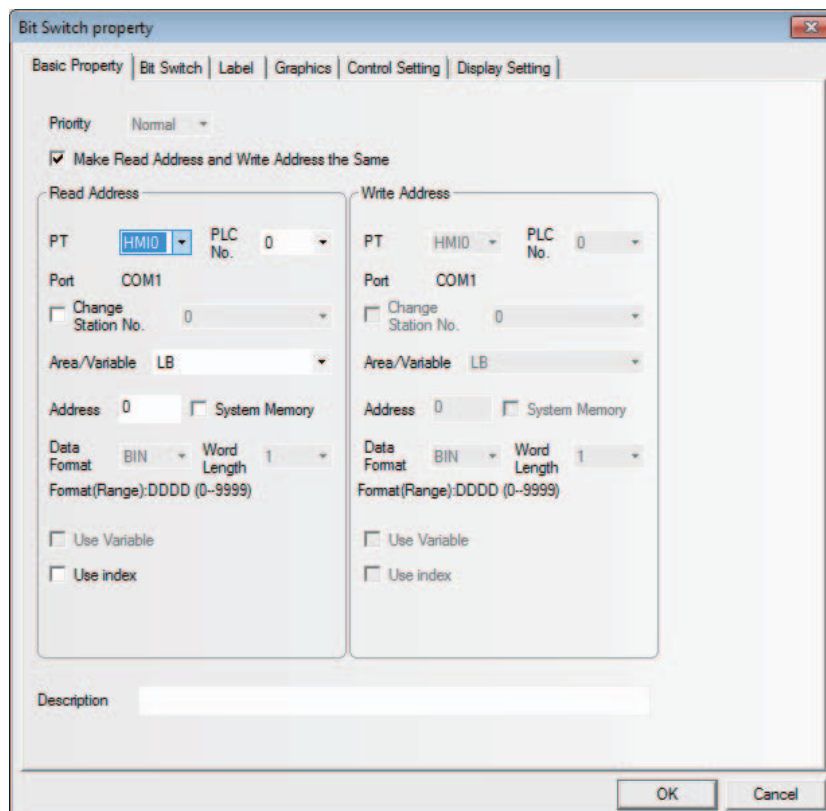 Bit Switch property
Basic Property Bit Switch Label Graphics Control Setting Display Setting
Priority Normal
Make Read Address and Write Address the Same
Read Address
PT HMI0 PLC No. 0
Port COM1
Change Station No. 0
Area/Variable LB
Address 0 System Memory
Data Format BIN Word Length 1
Format(Range):DDDD (0--9999)
Use Variable
Use index
Write Address
PT HMI0 PLC No. 0
Port COM1
Change Station No. 0
Area/Variable LB
Address 0 System Memory
Data Format BIN Word Length 1
Format(Range):DDDD (0--9999)
Use Variable
Use index
Description
OK Cancel